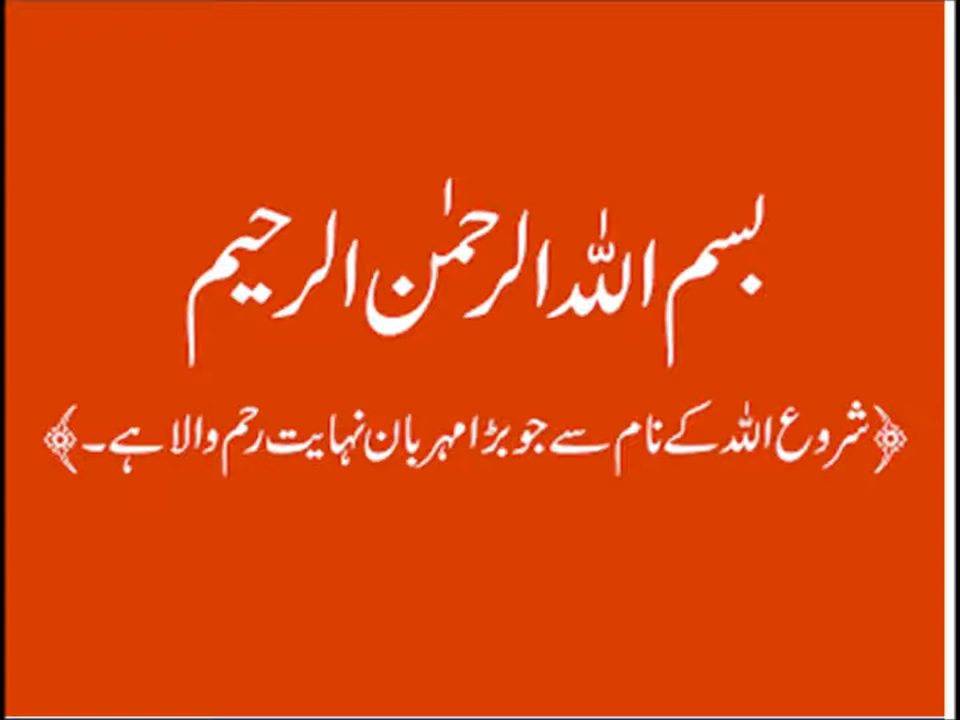 بسم اللہ الرحمٰن الرحیم
﴿شروع اللہ کے نام سے جو بڑا مہربان نہایت رحم والا ہے۔﴾